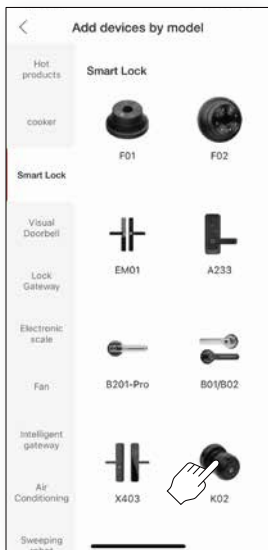 Add devices by model
Hot
products
cooker
Smart Lock
Visual
Doorbell
Lock
Gateway
Electronic
scale
Fan
Intelligent
gateway
Air
Conditioning
Sweeping
robot
Smart Lock
F01 F02
EM01 A233
B201-Pro B01/B02
X403 K02